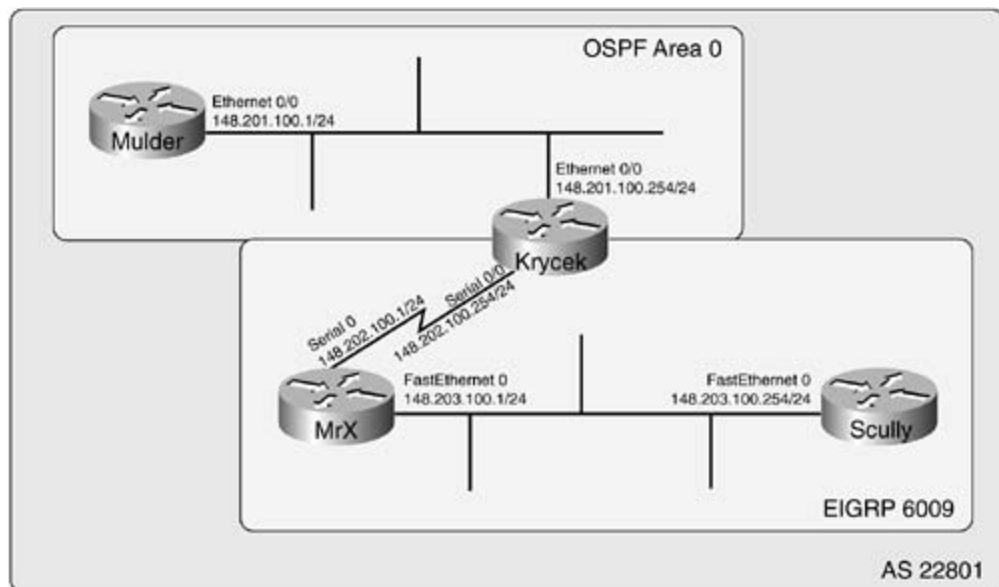 OSPF Area 0
Ethernet 0/0
148.201.100.1/24
Mulder
Ethernet 0/0
148.201.100.254/24
Krycek
Serial 0/0
148.202.100.254/24
Serial 0
148.202.100.1/24
FastEthernet 0
148.203.100.1/24
FastEthernet 0
148.203.100.254/24
MrX
Scully
EIGRP 6009
AS 22801